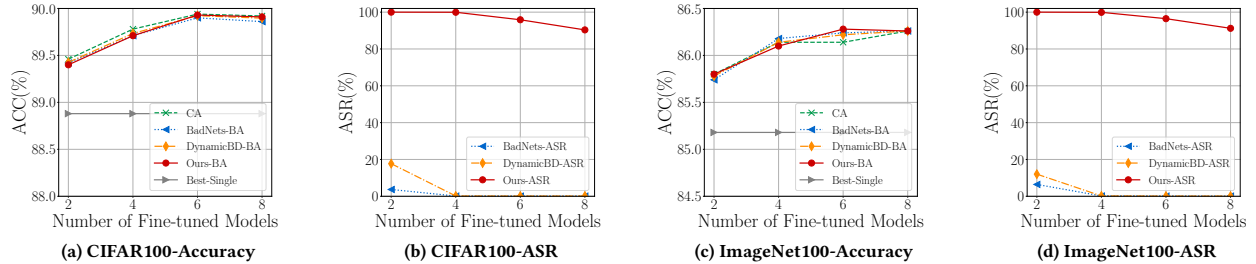 90.0
89.5
89.0
88.5
88.0
ACC(%)
CA
BadNets-BA
DynamicBD-BA
Ours-BA
Best-Single
2 4 6 8
Number of Fine-tuned Models
(a) CIFAR100-Accuracy
100
80
60
40
20
0
ASR(%)
BadNets-ASR
DynamicBD-ASR
Ours-ASR
2 4 6 8
Number of Fine-tuned Models
(b) CIFAR100-ASR
86.5
86.0
85.5
85.0
84.5
ACC(%)
CA
BadNets-BA
DynamicBD-BA
Ours-BA
Best-Single
2 4 6 8
Number of Fine-tuned Models
(c) ImageNet100-Accuracy
100
80
60
40
20
0
ASR(%)
BadNets-ASR
DynamicBD-ASR
Ours-ASR
2 4 6 8
Number of Fine-tuned Models
(d) ImageNet100-ASR